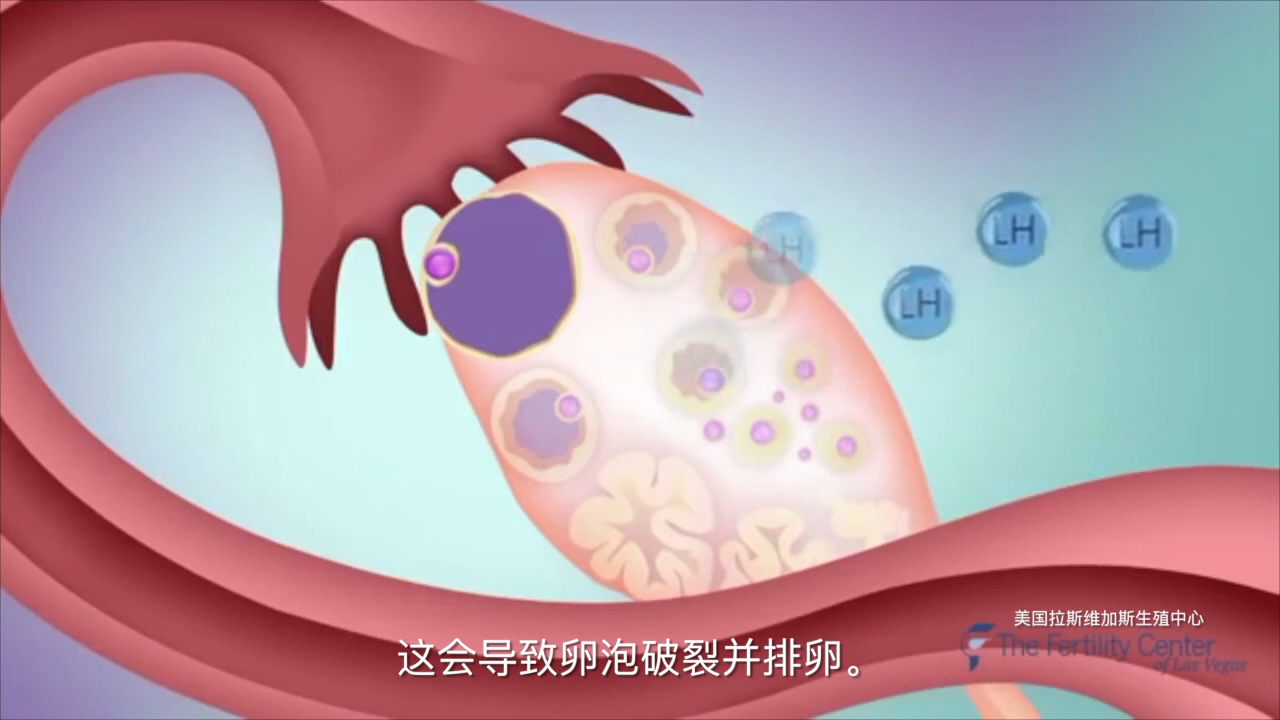 LH
LH
LH
LH
美国拉斯维加斯生殖中心
The Fertility Center
of Las Vegas
这会导致卵泡破裂并排卵。